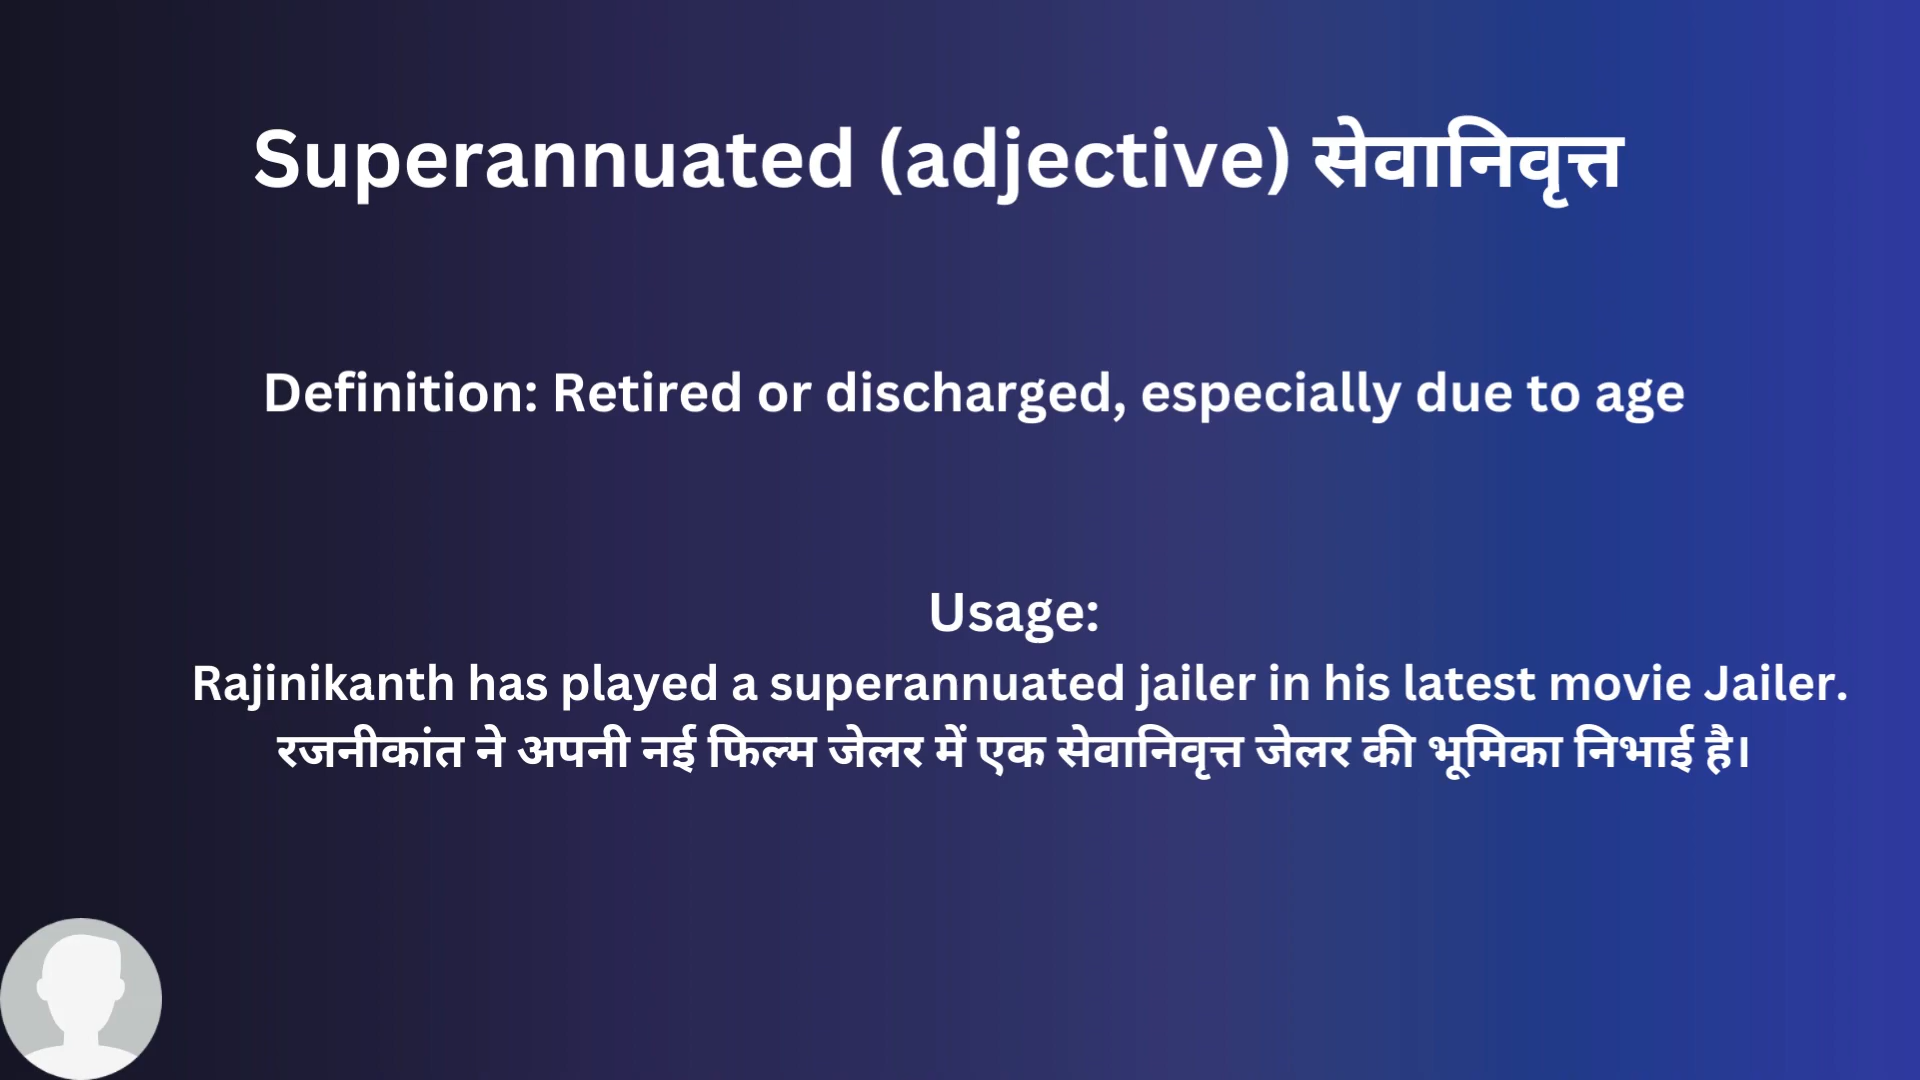 Superannuated (adjective) सेवानिवृत्त
Definition: Retired or discharged, especially due to age
Usage:
Rajinikanth has played a superannuated jailer in his latest movie Jailer.
रजनीकांत ने अपनी नई फिल्म जेलर में एक सेवानिवृत्त जेलर की भूमिका निभाई है।